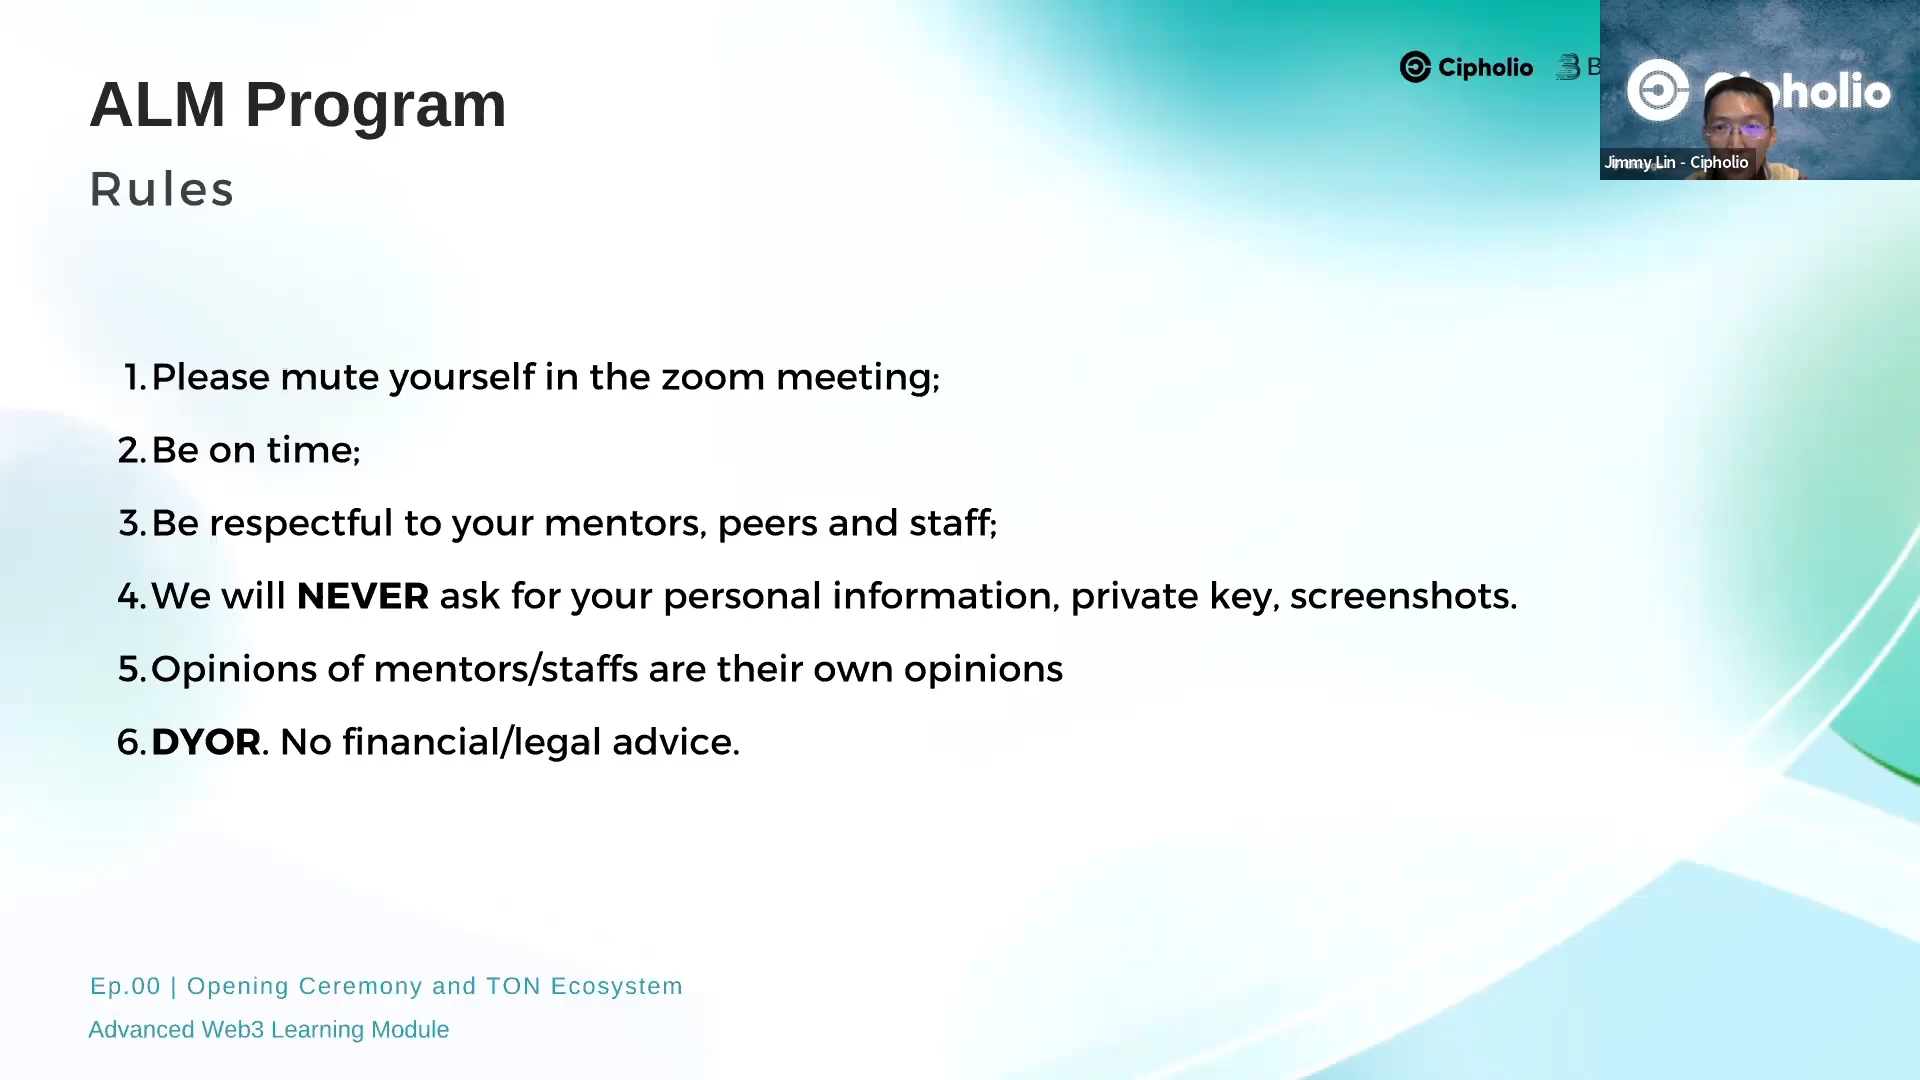 ALM Program
Cipholio
Rules
Jimmy Lin - Cipholio
1. Please mute yourself in the zoom meeting;
2. Be on time;
3. Be respectful to your mentors, peers and staff;
4. We will NEVER ask for your personal information, private key, screenshots.
5. Opinions of mentors/staffs are their own opinions
6. DYOR. No financial/legal advice.
Ep.00 | Opening Ceremony and TON Ecosystem
Advanced Web3 Learning Module